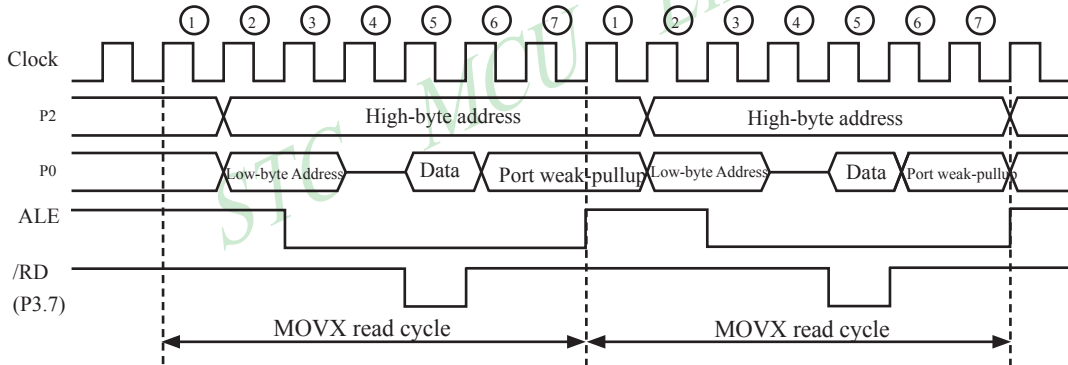 1 2 3 4 5 6 7 1 2 3 4 5 6 7
Clock
P2 High-byte address High-byte address
P0 Low-byte Address Data Port weak-pullup Low-byte Address Data Port weak-pullup
ALE
/RD
(P3.7)
MOVX read cycle MOVX read cycle
STC MCU